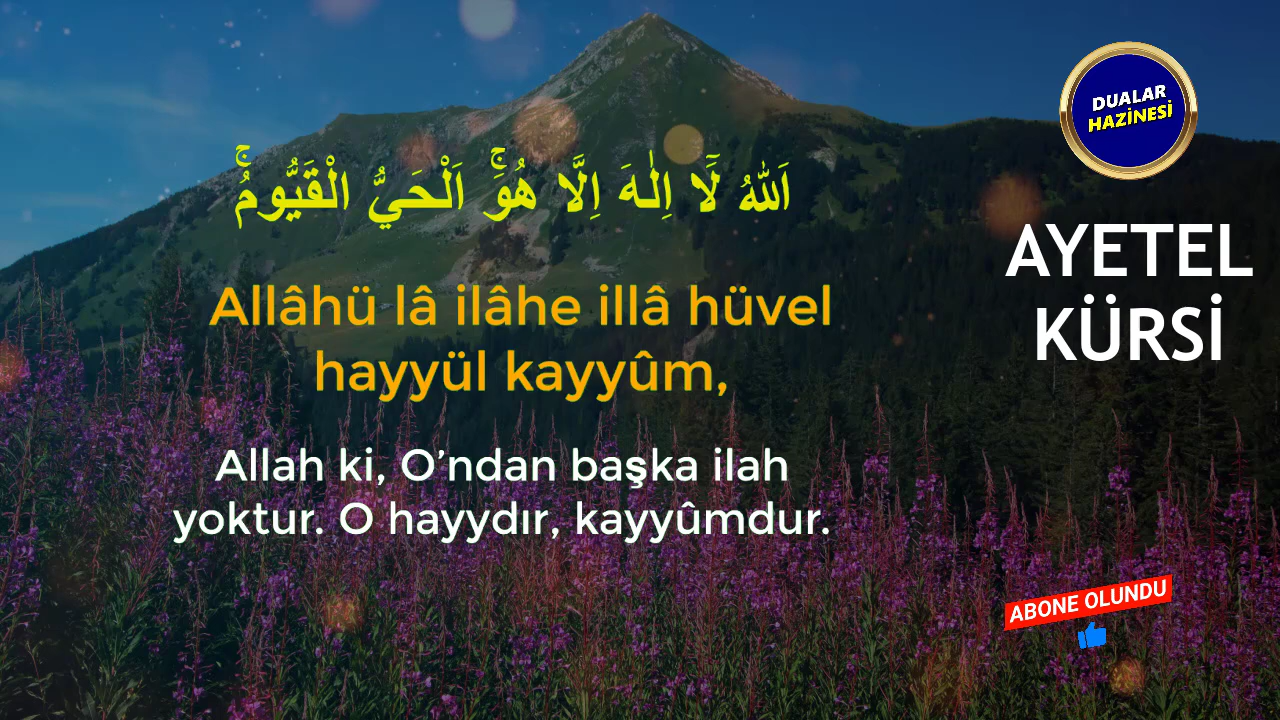 DUALAR
HAZİNESİ
اَللّٰهُ لَٓا اِلٰهَ اِلَّا هُوَۚ اَلْحَيُّ الْقَيُّومُۚ
AYETEL
KÜRSİ
Allâhü lâ ilâhe illâ hüvel
hayyül kayyûm,
Allah ki, O’ndan başka ilah
yoktur. O hayydır, kayyûmdur.
ABONE OLUNDU